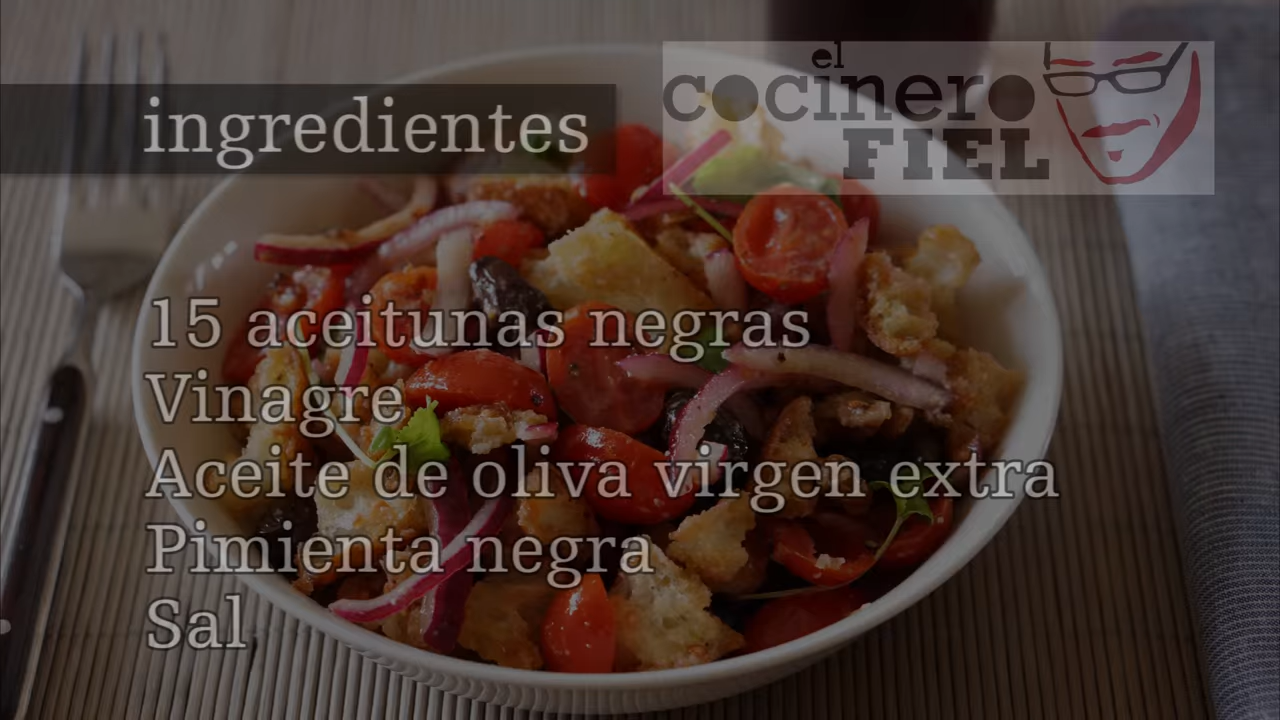 el
cocinero
FIEL
ingredientes
15 aceitunas negras
Vinagre
Aceite de oliva virgen extra
Pimienta negra
Sal